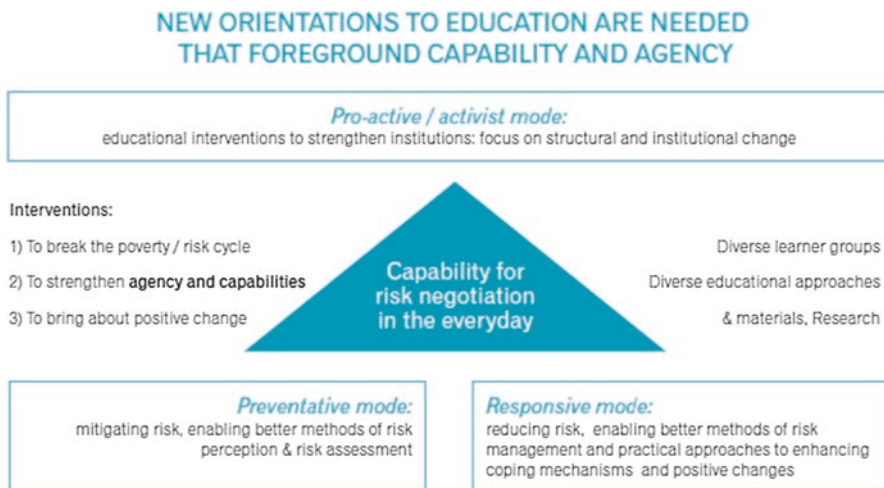 NEW ORIENTATIONS TO EDUCATION ARE NEEDED
THAT FOREGROUND CAPABILITY AND AGENCY
Pro-active / activist mode:
educational interventions to strengthen institutions: focus on structural and institutional change
Interventions:
1) To break the poverty / risk cycle
2) To strengthen agency and capabilities
3) To bring about positive change
Capability for
risk negotiation
in the everyday
Diverse learner groups
Diverse educational approaches
& materials, Research
Preventative mode:
mitigating risk, enabling better methods of risk
perception & risk assessment
Responsive mode:
reducing risk, enabling better methods of risk
management and practical approaches to enhancing
coping mechanisms and positive changes